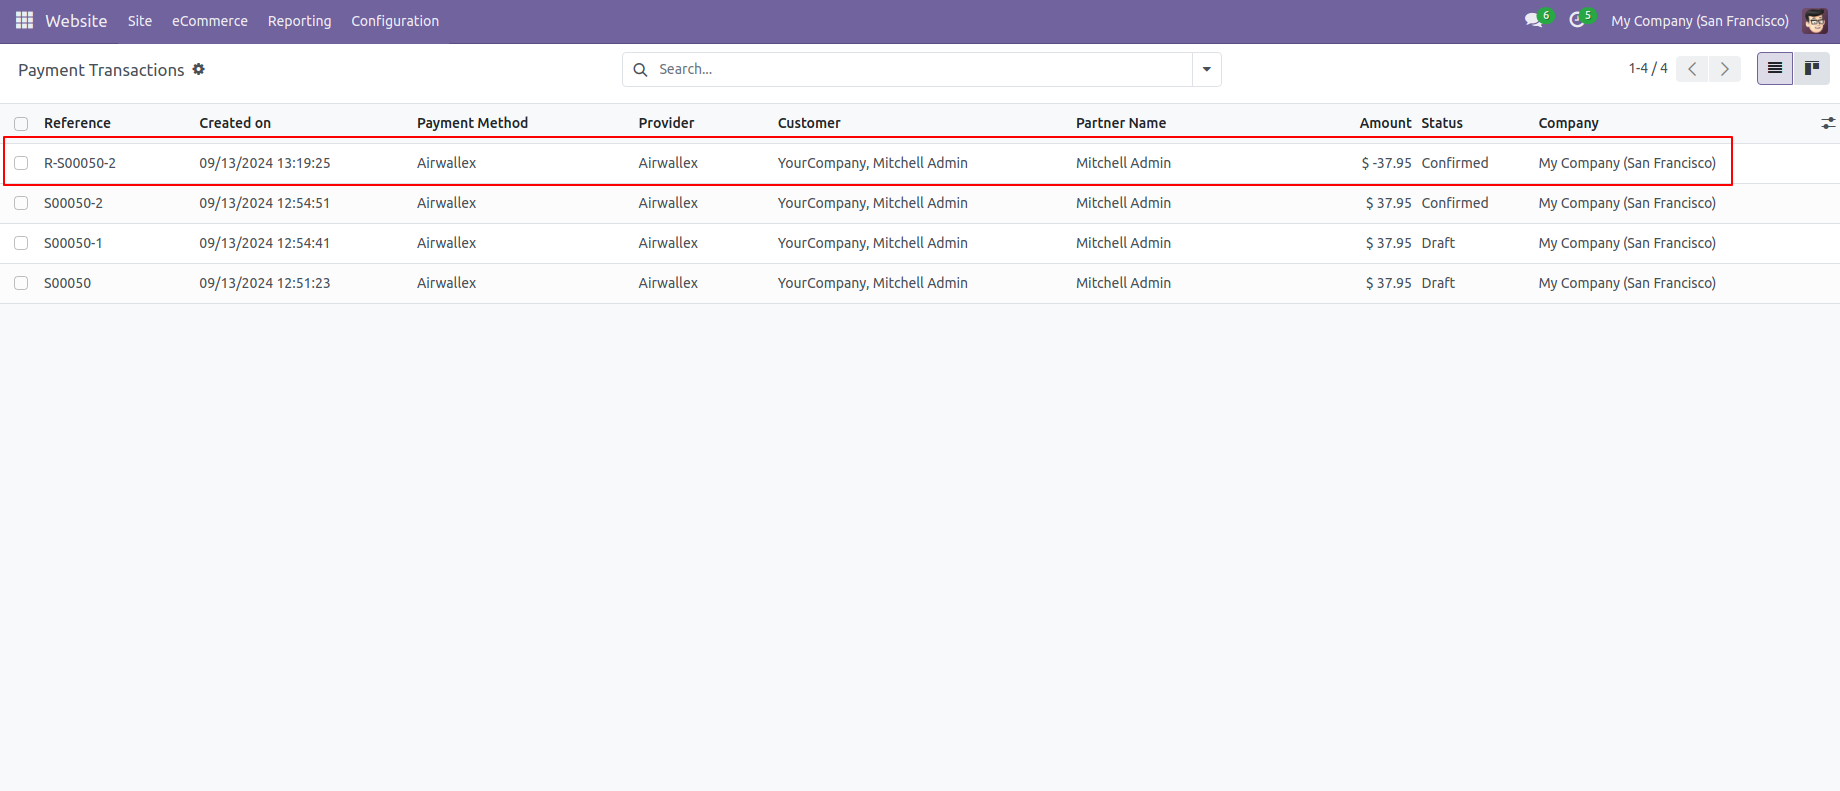 Website Site eCommerce Reporting Configuration 6 5 My Company (San Francisco)
Payment Transactions Search... 1-4 / 4
Reference Created on Payment Method Provider Customer Partner Name Amount Status Company
R-S00050-2 09/13/2024 13:19:25 Airwallex Airwallex YourCompany, Mitchell Admin Mitchell Admin $ -37.95 Confirmed My Company (San Francisco)
S00050-2 09/13/2024 12:54:51 Airwallex Airwallex YourCompany, Mitchell Admin Mitchell Admin $ 37.95 Confirmed My Company (San Francisco)
S00050-1 09/13/2024 12:54:41 Airwallex Airwallex YourCompany, Mitchell Admin Mitchell Admin $ 37.95 Draft My Company (San Francisco)
S00050 09/13/2024 12:51:23 Airwallex Airwallex YourCompany, Mitchell Admin Mitchell Admin $ 37.95 Draft My Company (San Francisco)